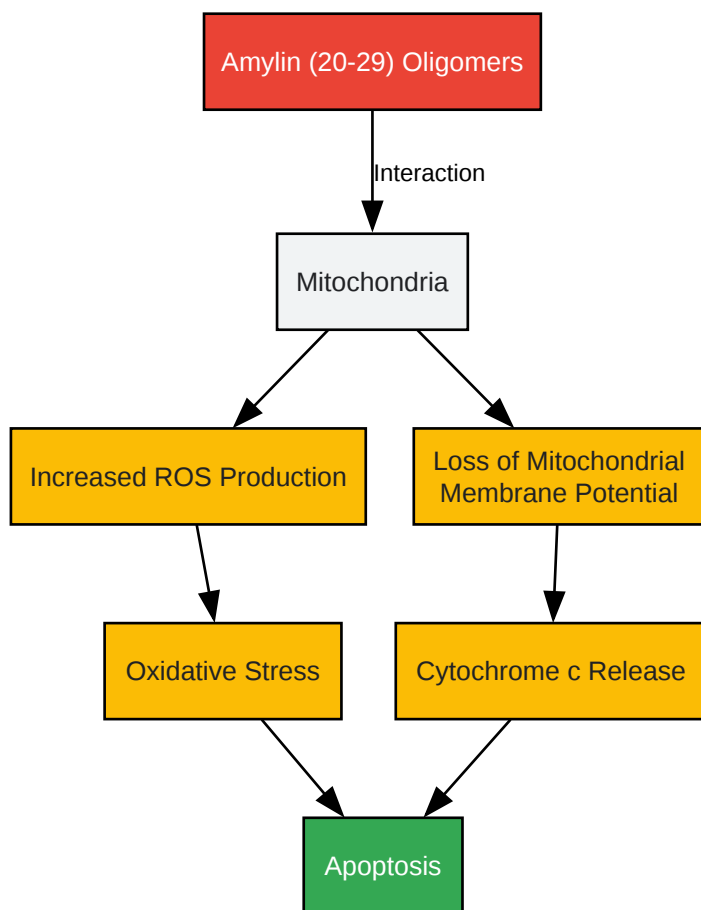 Amylin (20-29) Oligomers
Interaction
Mitochondria
Increased ROS Production
Loss of Mitochondrial
Membrane Potential
Oxidative Stress
Cytochrome c Release
Apoptosis